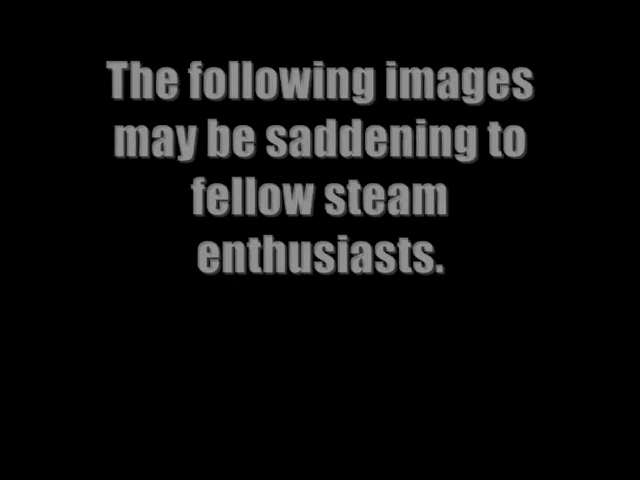 The following images
may be saddening to
fellow steam
enthusiasts.